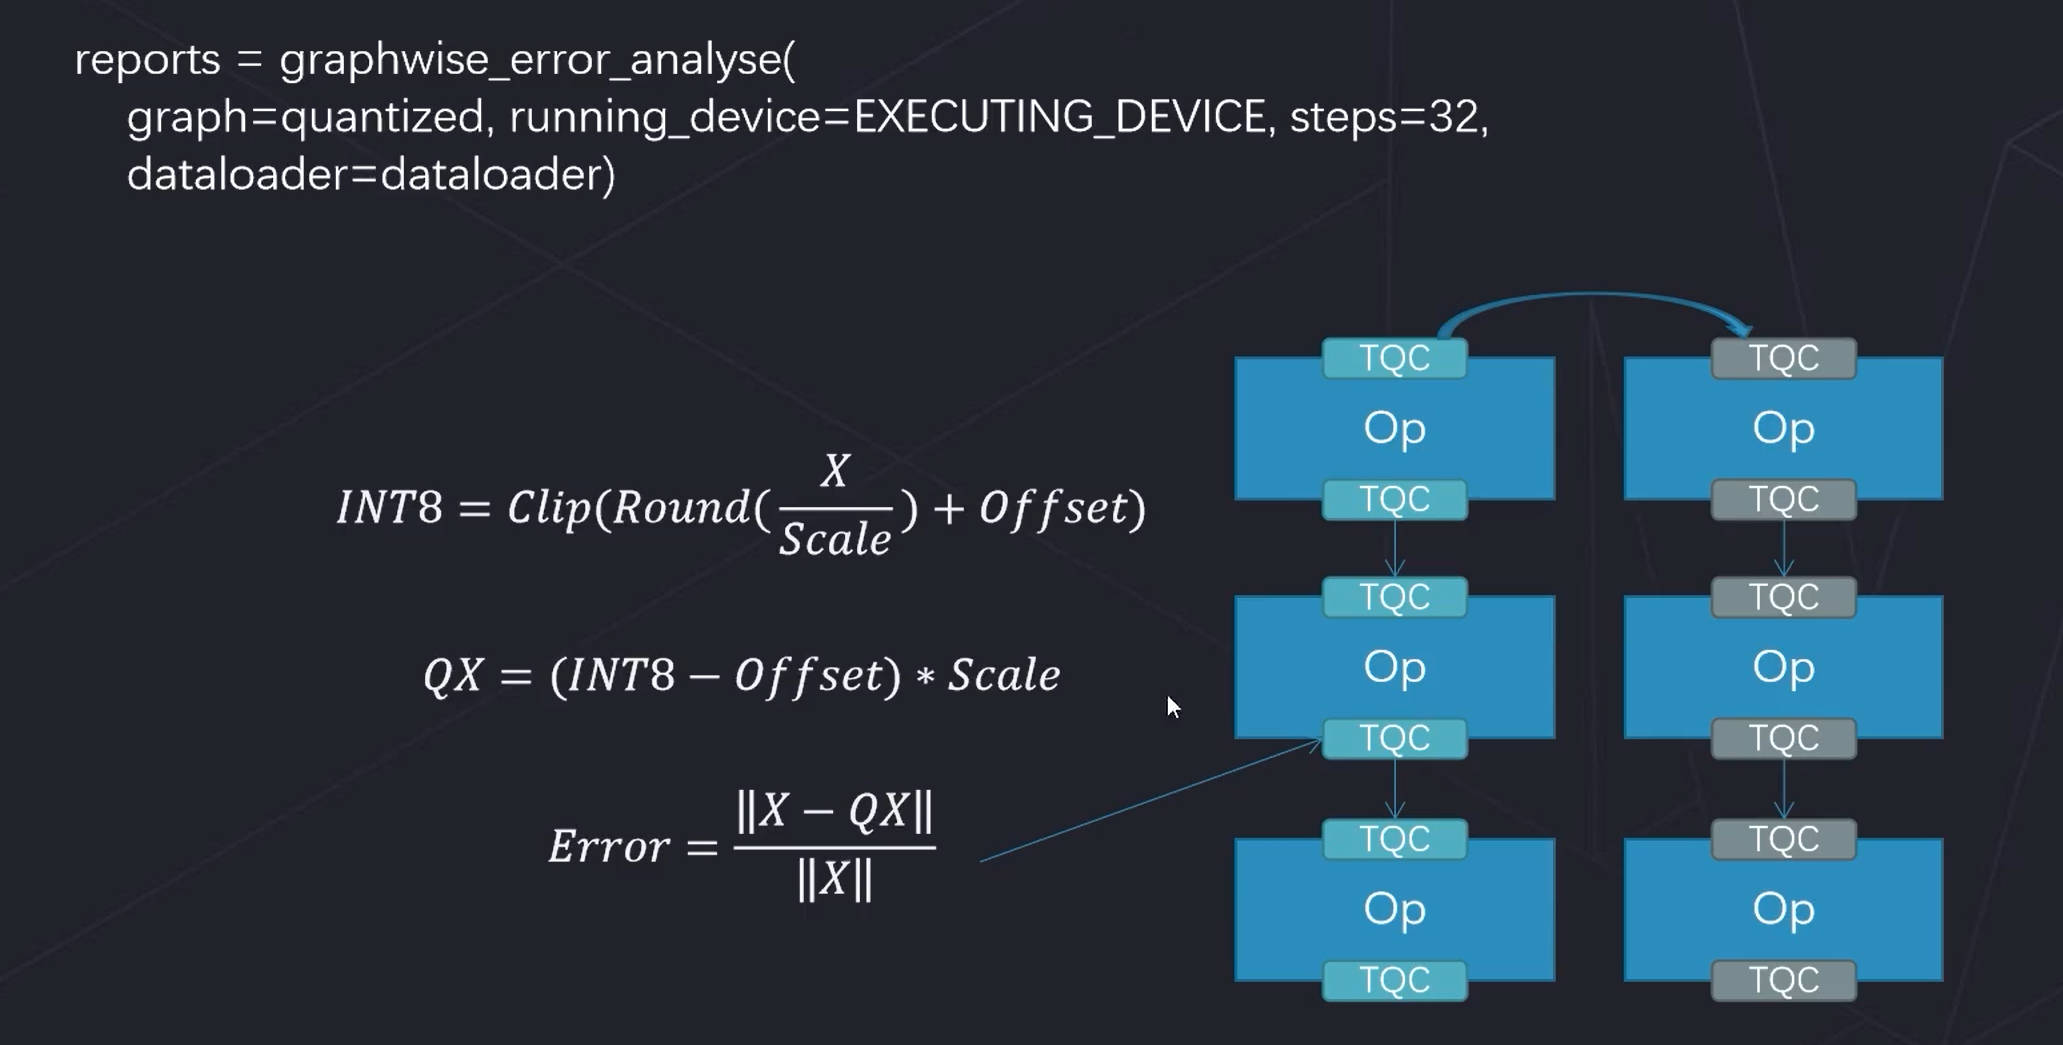 reports = graphwise_error_analyse(
graph=quantized, running_device=EXECUTING_DEVICE, steps=32,
dataloader=dataloader)
INT8 = Clip(Round(X/Scale) + Offset)
QX = (INT8 − Offset) * Scale
Error = ‖X − QX‖/‖X‖
TQC
Op
TQC
TQC
Op
TQC
TQC
Op
TQC
TQC
Op
TQC
TQC
Op
TQC
TQC
Op
TQC